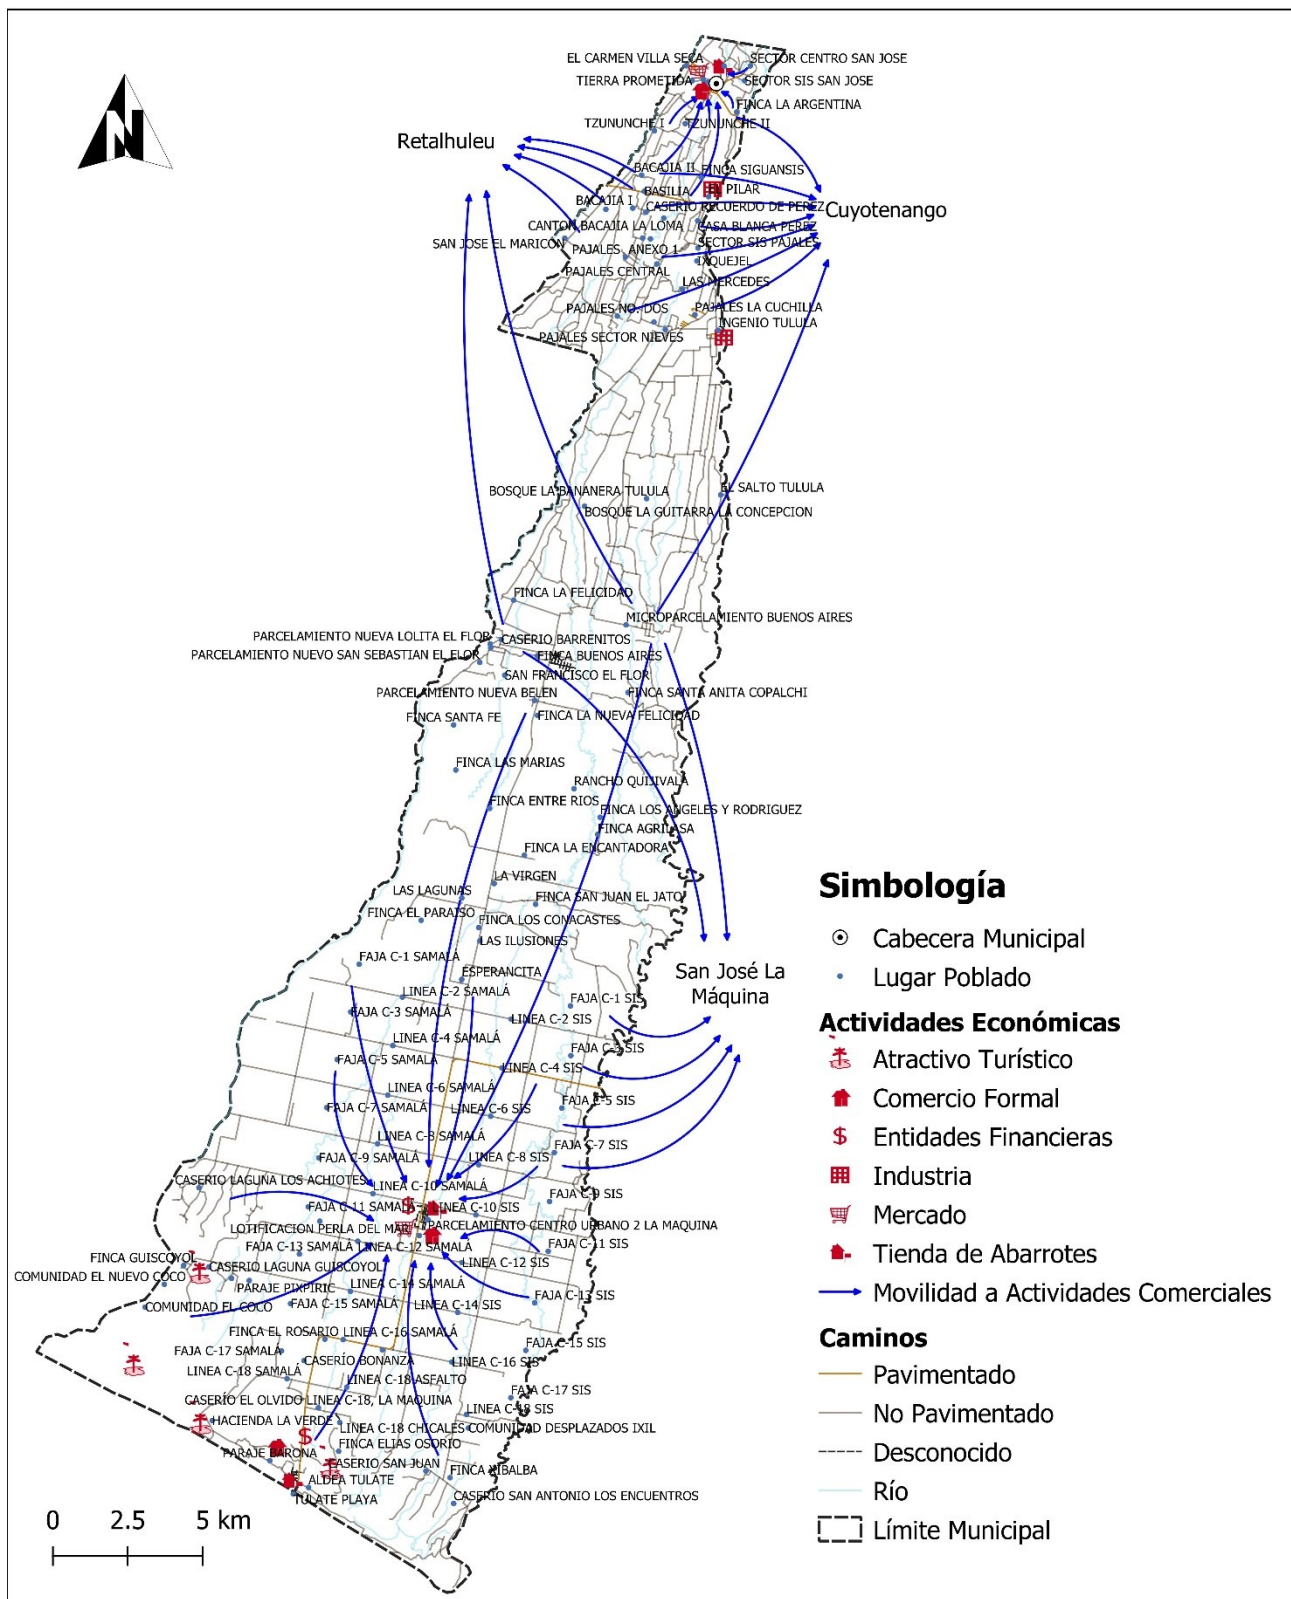 EL CARMEN VILLA SECA
SECTOR CENTRO SAN JOSE
TIERRA PROMETIDA
SECTOR SIS SAN JOSE
FINCA LA ARGENTINA
TZUNUNCHE I
TZUNUNCHE II
N
Retalhuleu
BACAJIA II
FINCA SIGUANSIS
BASILIA
EL PILAR
BACAJIA I
CASERIO RECUERDO DE PEREZ
Cuyotenango
CANTON BACAJIA LA LOMA
CASA BLANCA PEREZ
SAN JOSE EL MARICON
PAJALES ANEXO 1
SECTOR SIS PAJALES
IXQUEJEL
PAJALES CENTRAL
LAS MERCEDES
PAJALES NO. DOS
PAJALES LA CUCHILLA
INGENIO TULULA
PAJALES SECTOR NIEVES
BOSQUE LA BANANERA TULULA
EL SALTO TULULA
BOSQUE LA GUITARRA LA CONCEPCION
FINCA LA FELICIDAD
MICROPARCELAMIENTO BUENOS AIRES
PARCELAMIENTO NUEVA LOLITA EL FLOR
CASERIO BARRENITOS
PARCELAMIENTO NUEVO SAN SEBASTIAN EL FLOR
FINCA BUENOS AIRES
SAN FRANCISCO EL FLOR
PARCELAMIENTO NUEVA BELEN
FINCA SANTA ANITA COPALCHI
FINCA SANTA FE
FINCA LA NUEVA FELICIDAD
FINCA LAS MARIAS
RANCHO QUIJIVALA
FINCA ENTRE RIOS
FINCA LOS ANGELES Y RODRIGUEZ
FINCA AGRILASA
FINCA LA ENCANTADORA
LA VIRGEN
LAS LAGUNAS
FINCA SAN JUAN EL JATO
FINCA EL PARAISO
FINCA LOS CONACASTES
LAS ILUSIONES
FAJA C-1 SAMALÁ
ESPERANCITA
San José La
Máquina
LINEA C-2 SAMALÁ
FAJA C-1 SIS
FAJA C-3 SAMALÁ
LINEA C-2 SIS
LINEA C-4 SAMALÁ
FAJA C-3 SIS
FAJA C-5 SAMALÁ
LINEA C-4 SIS
LINEA C-6 SAMALÁ
FAJA C-7 SAMALÁ
LINEA C-6 SIS
FAJA C-5 SIS
LINEA C-8 SAMALÁ
FAJA C-7 SIS
FAJA C-9 SAMALÁ
LINEA C-8 SIS
CASERIO LAGUNA LOS ACHIOTES
LINEA C-10 SAMALÁ
FAJA C-9 SIS
FAJA C-11 SAMALÁ
LINEA C-10 SIS
LOTIFICACION PERLA DEL MAR
PARCELAMIENTO CENTRO URBANO 2 LA MAQUINA
FAJA C-13 SAMALÁ
LINEA C-12 SAMALÁ
FAJA C-11 SIS
FINCA GUISCOYOL
CASERIO LAGUNA GUISCOYOL
LINEA C-12 SIS
COMUNIDAD EL NUEVO COCO
PARAJE PIXPIRIC
LINEA C-14 SAMALÁ
COMUNIDAD EL COCO
FAJA C-15 SAMALÁ
LINEA C-14 SIS
FAJA C-13 SIS
FINCA EL ROSARIO
LINEA C-16 SAMALÁ
FAJA C-17 SAMALÁ
CASERÍO BONANZA
LINEA C-16 SIS
FAJA C-15 SIS
LINEA C-18 SAMALÁ
LINEA C-18 ASFALTO
CASERÍO EL OLVIDO LINEA C-18, LA MAQUINA
FAJA C-17 SIS
LINEA C-18 SIS
HACIENDA LA VERDE
LINEA C-18 CHICALES
COMUNIDAD DESPLAZADOS IXIL
PARAJE BARONA
FINCA ELIAS OSORIO
CASERIO SAN JUAN
FINCA XIBALBA
ALDEA TULATE
TULATE PLAYA
CASERIO SAN ANTONIO LOS ENCUENTROS
0 2.5 5 km
Simbología
Cabecera Municipal
Lugar Poblado
Actividades Económicas
Atractivo Turístico
Comercio Formal
$ Entidades Financieras
Industria
Mercado
Tienda de Abarrotes
Movilidad a Actividades Comerciales
Caminos
Pavimentado
No Pavimentado
Desconocido
Río
Límite Municipal